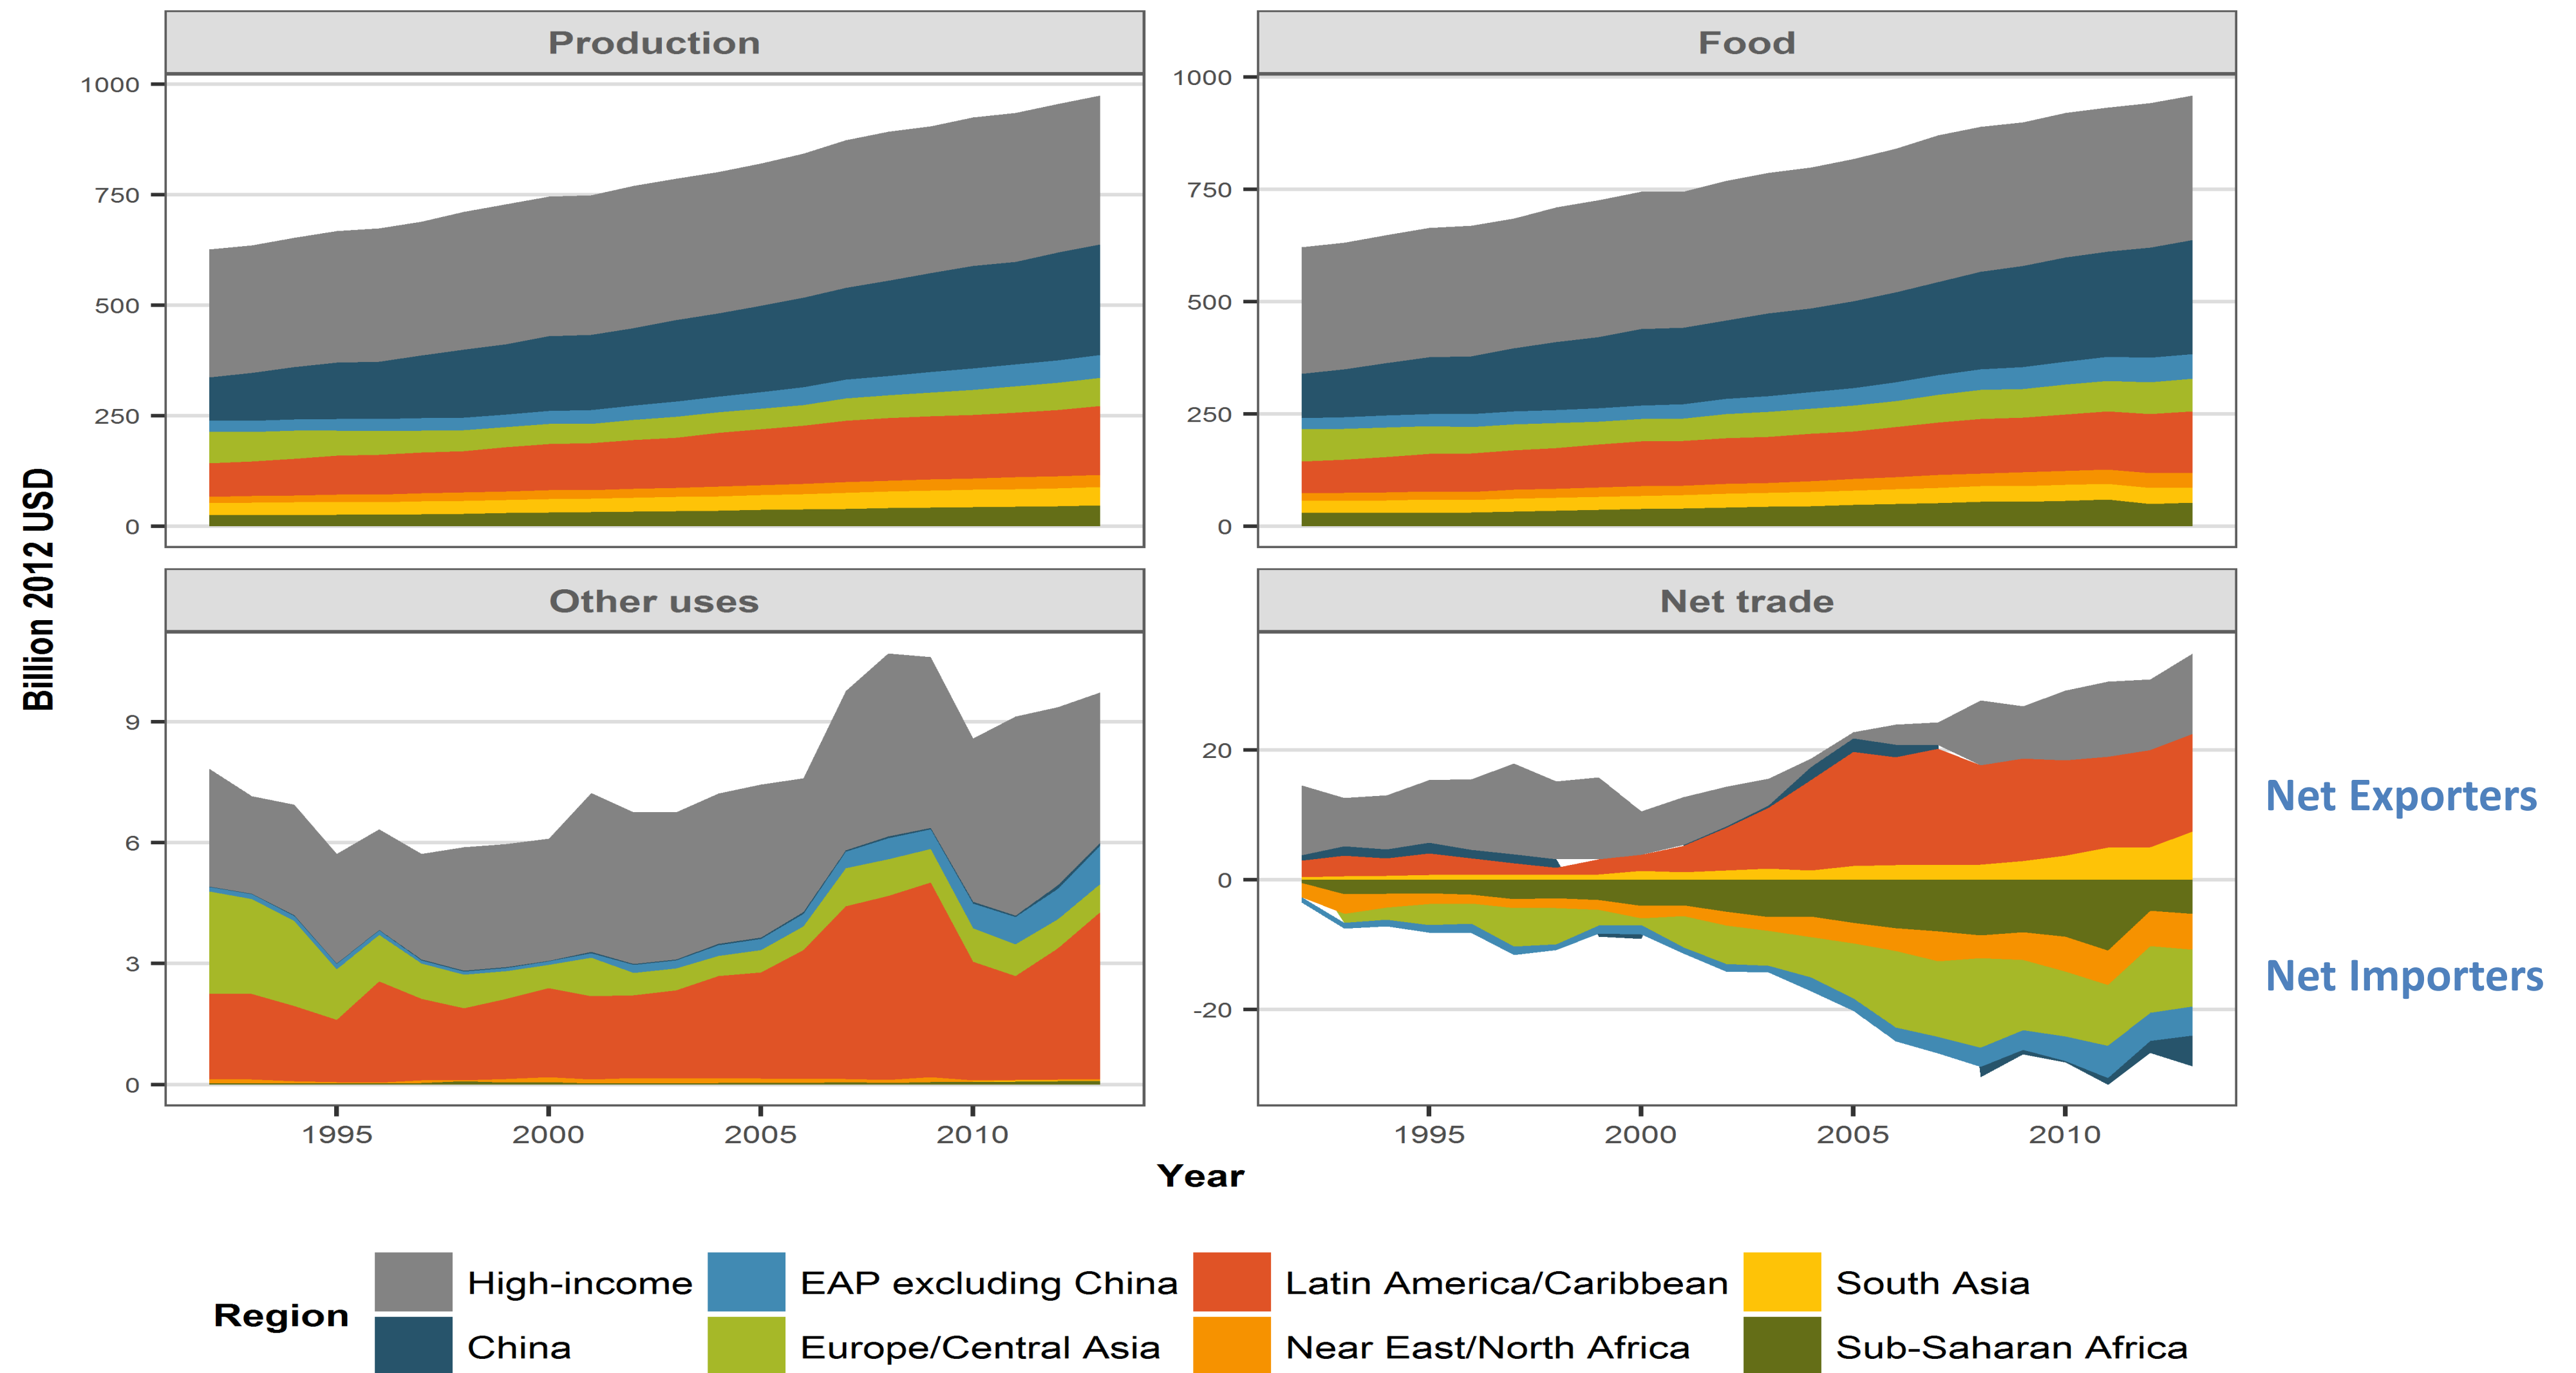 Production
Food
1000
750
500
250
0
1000
750
500
250
0
Billion 2012 USD
Other uses
Net trade
9
6
3
0
20
0
-20
Net Exporters
Net Importers
1995
2000
2005
2010
1995
2000
2005
2010
Year
Region
High-income
EAP excluding China
Latin America/Caribbean
South Asia
China
Europe/Central Asia
Near East/North Africa
Sub-Saharan Africa